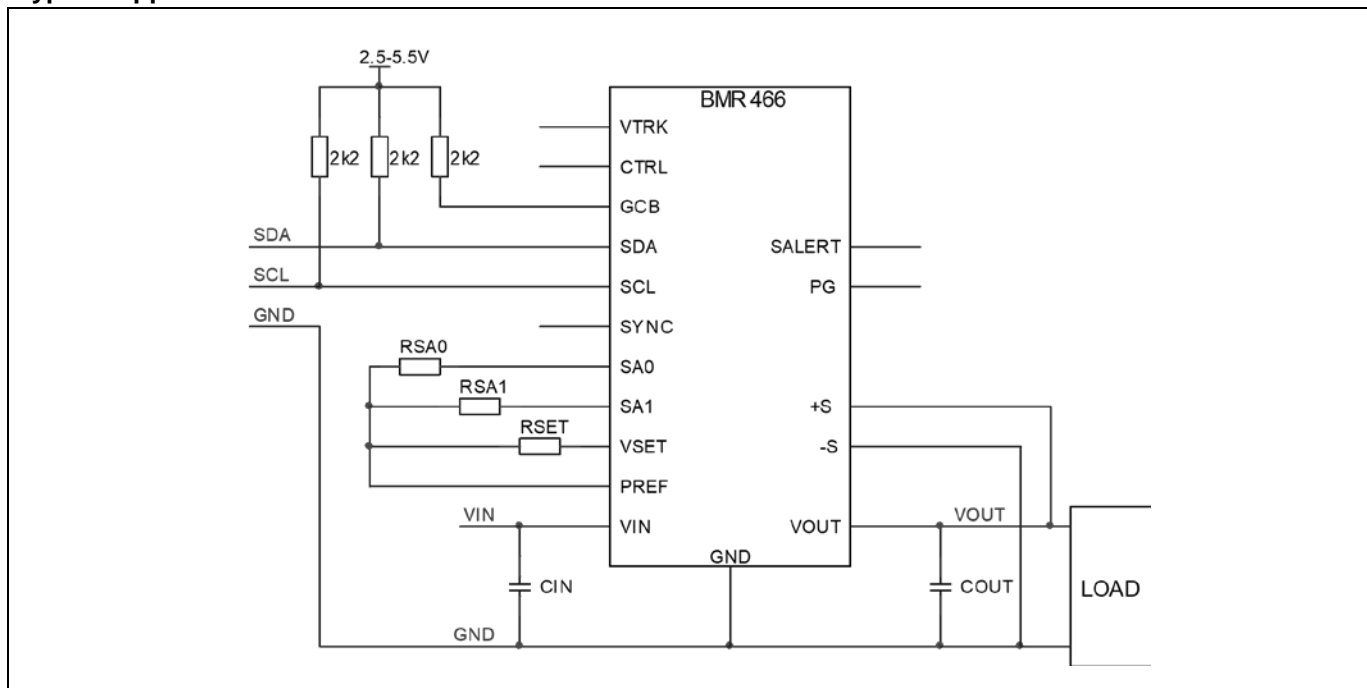 2.5-5.5V
BMR 466
VTRK
2k2 2k2 2k2
CTRL
GCB
SDA
SDA
SALERT
SCL
SCL
PG
GND
SYNC
RSA0
SA0
RSA1
SA1
+S
RSET
VSET
-S
PREF
VIN
VIN
VOUT
VOUT
GND
CIN
COUT
LOAD
GND